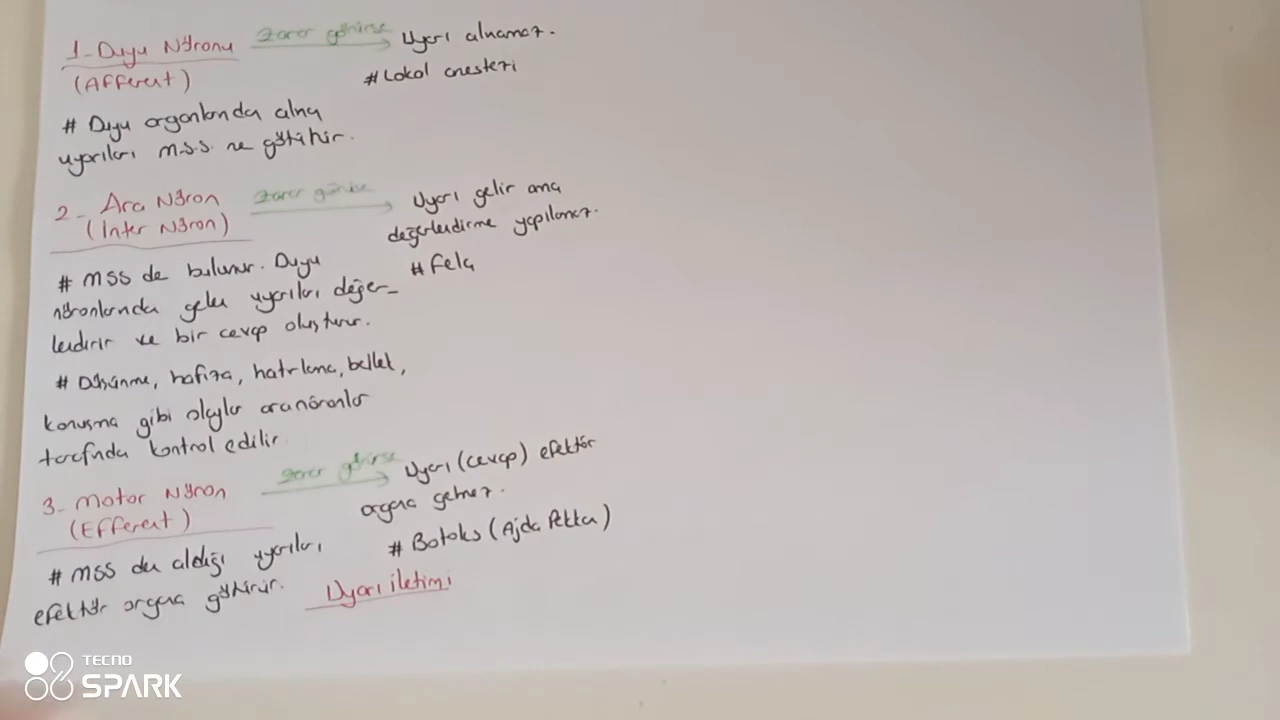 1- Duyu Nöronu zarar görürse Uyarı alınamaz.
(Afferent) # Lokal anestezi
# Duyu organlarında alınan
uyarıları M.S.S. ne götürür.
2- Ara Nöron zarar görürse Uyarı gelir ama
(İnter Nöron) değerlendirme yapılamaz.
# Felç
# MSS de bulunur. Duyu
nöronlarında gelen uyarıları değer-
lendirir ve bir cevap oluşturur.
# Düşünme, hafıza, hatırlama, bellek,
konuşma gibi olaylar ara nöronlar
tarafında kontrol edilir.
3- Motor Nöron zarar görürse Uyarı (cevap) efektör
(Efferent) organa gelmez.
# Botoks (Ajda Pekkan)
# MSS den aldığı uyarıları
efektör organa götürür.
Uyarı iletimi
TECNO
SPARK